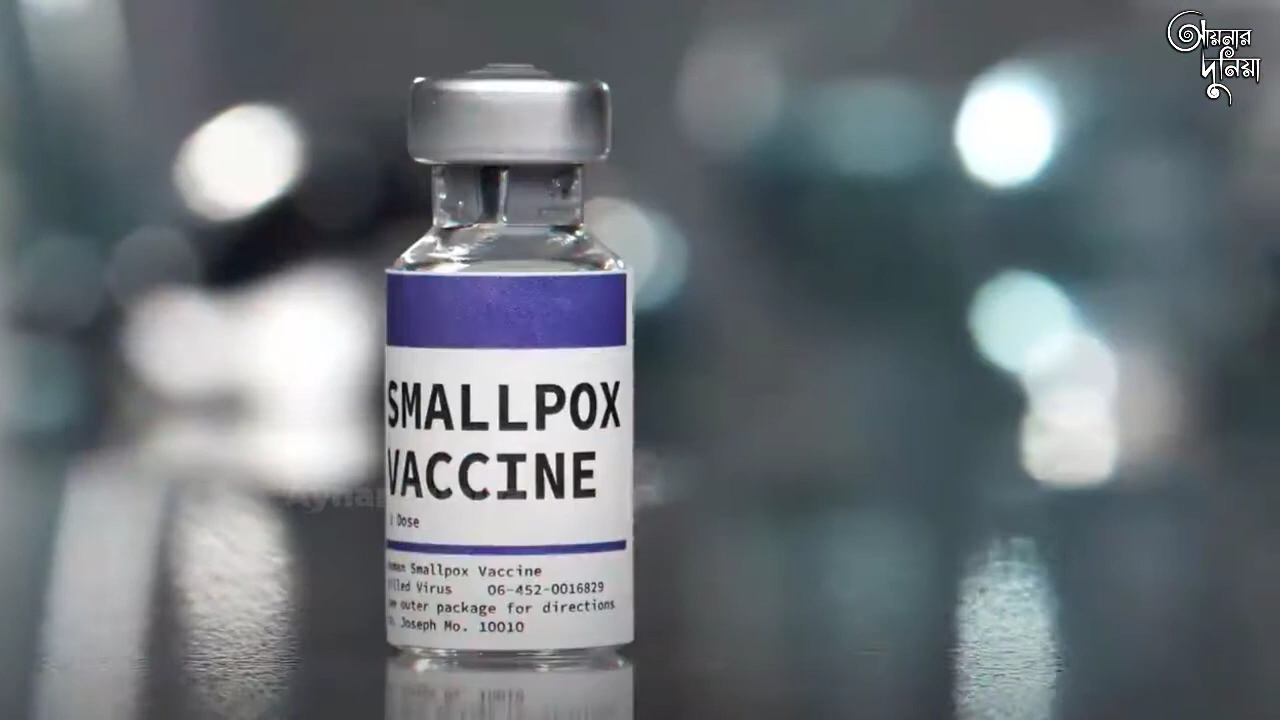 আয়নার
দুনিয়া
SMALLPOX
VACCINE
Dose
Smallpox Vaccine
Virus 06-452-0016829
outer package for directions
Joseph Mo. 10010